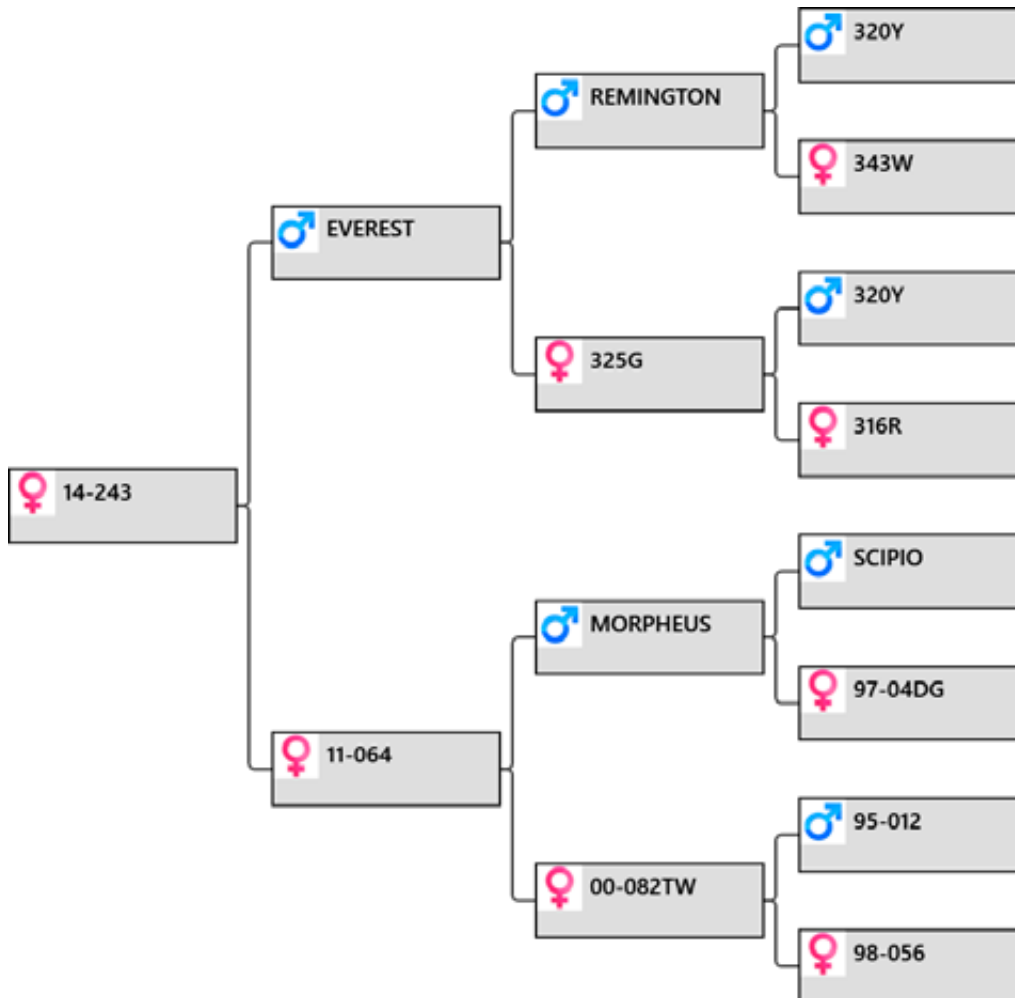 320Y
REMINGTON
343W
EVEREST
320Y
325G
316R
14-243
SCIPIO
MORPHEUS
97-04DG
11-064
95-012
00-082TW
98-056